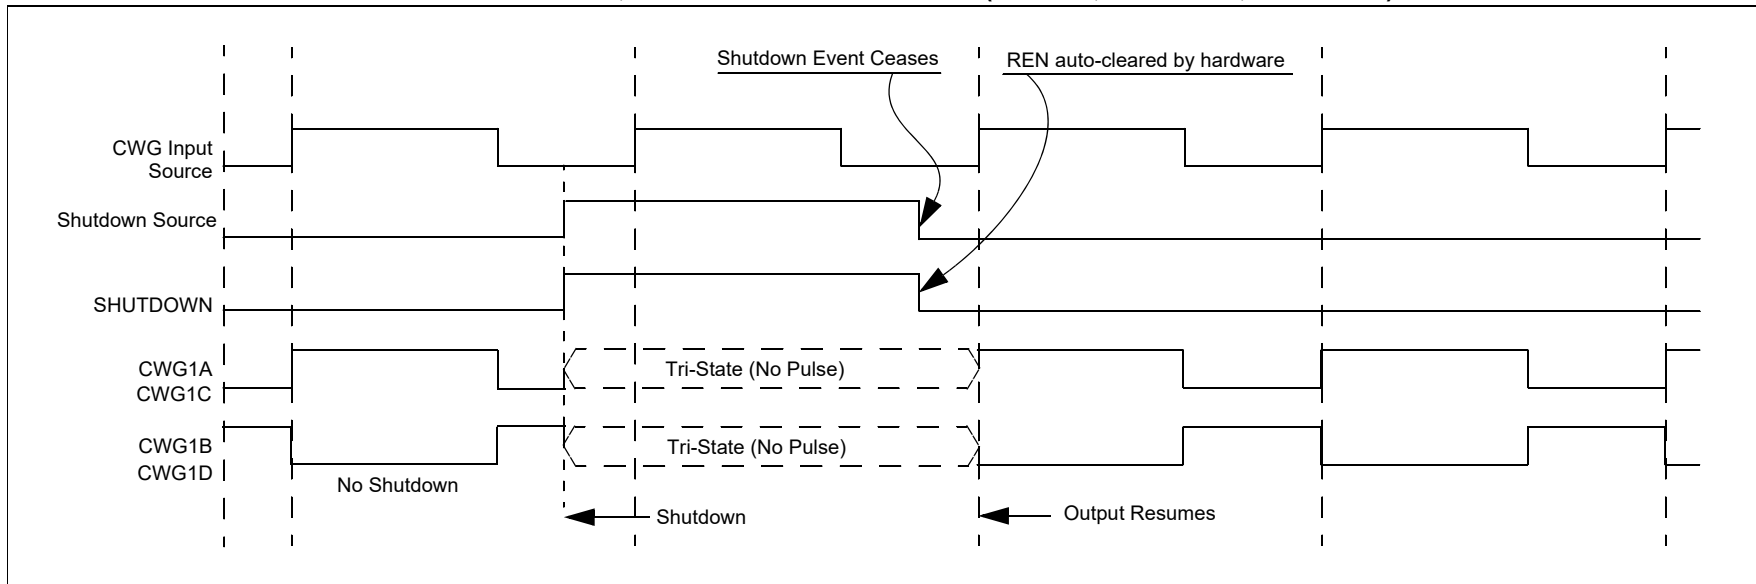 Shutdown Event Ceases
REN auto-cleared by hardware
CWG Input
Source
Shutdown Source
SHUTDOWN
CWG1A
CWG1C
Tri-State (No Pulse)
CWG1B
CWG1D
Tri-State (No Pulse)
No Shutdown
Shutdown
Output Resumes